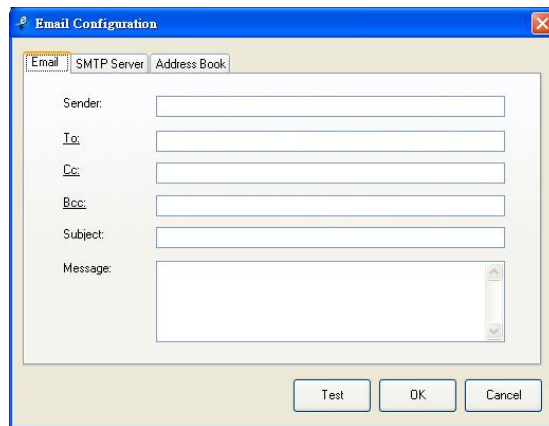 Email Configuration
Email SMTP Server Address Book
Sender:
To:
Cc:
Bcc:
Subject:
Message:
Test OK Cancel